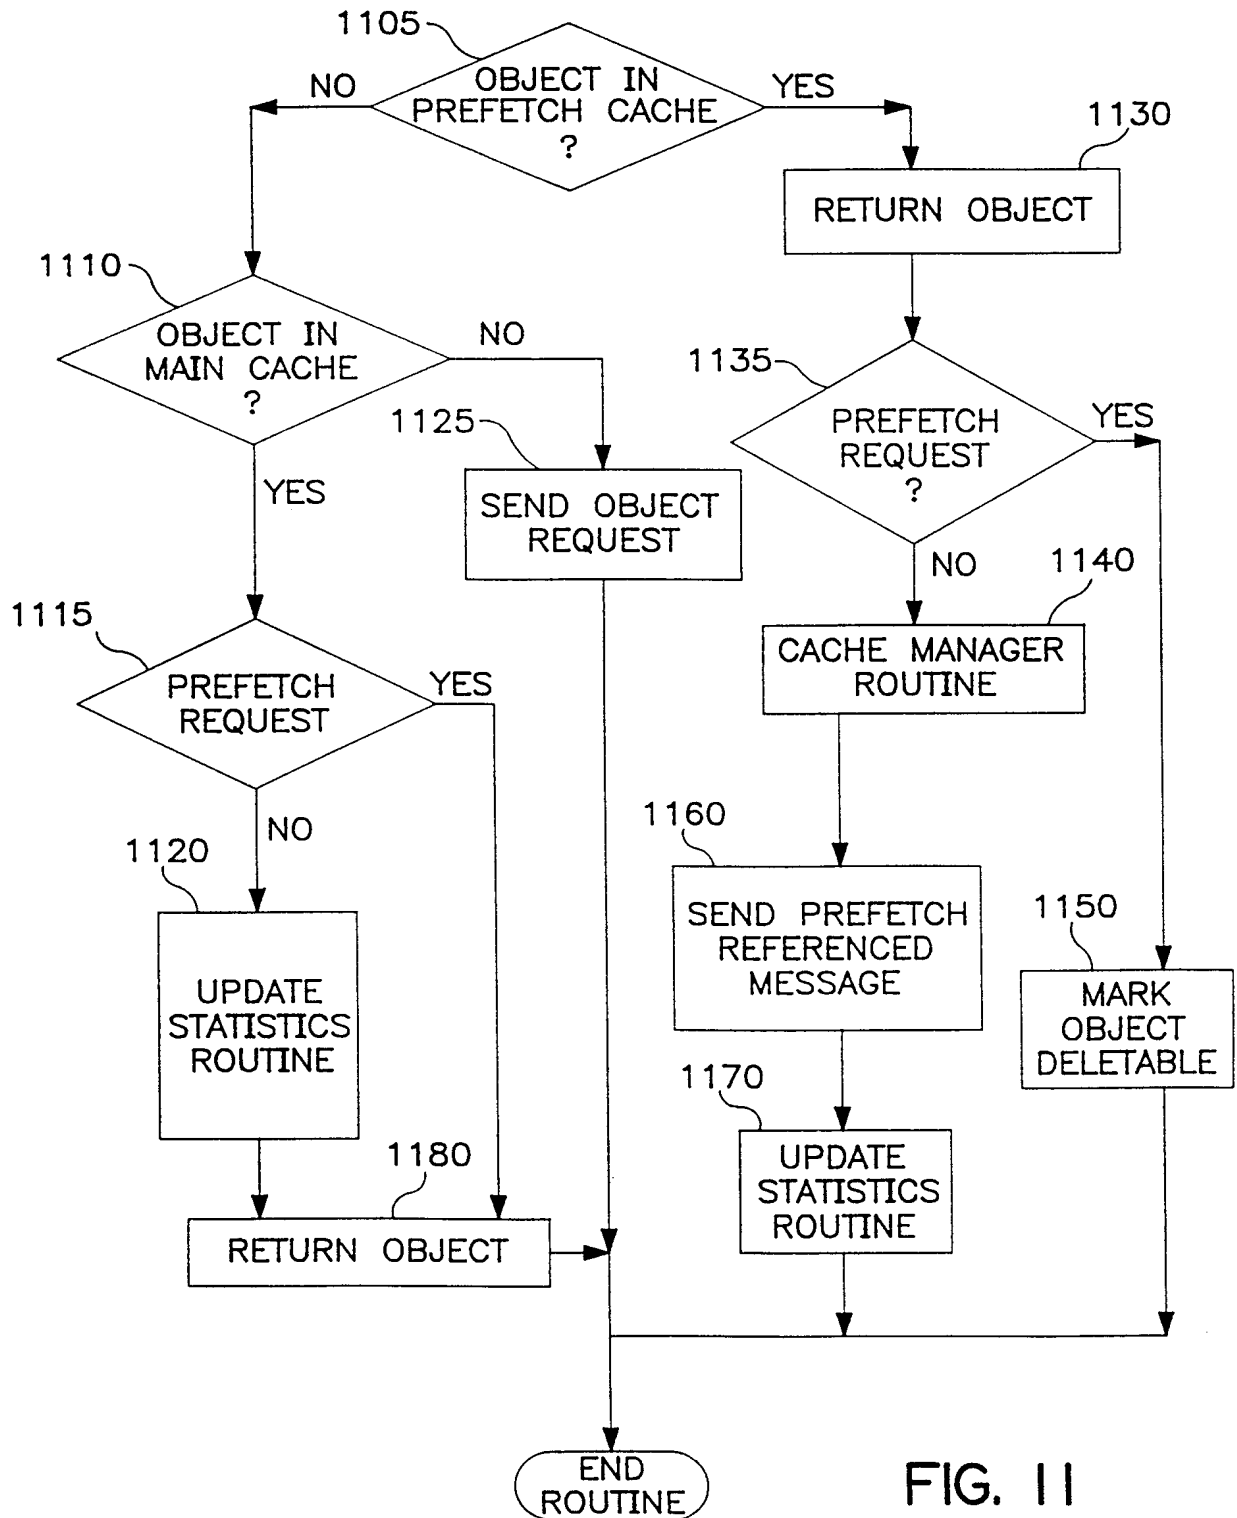 1105
OBJECT IN
PREFETCH CACHE
?
NO
YES
1130
RETURN OBJECT
1110
OBJECT IN
MAIN CACHE
?
NO
YES
1135
PREFETCH
REQUEST
?
YES
NO
1125
SEND OBJECT
REQUEST
1140
CACHE MANAGER
ROUTINE
1115
PREFETCH
REQUEST
YES
NO
1120
UPDATE
STATISTICS
ROUTINE
1160
SEND PREFETCH
REFERENCED
MESSAGE
1150
MARK
OBJECT
DELETABLE
1170
UPDATE
STATISTICS
ROUTINE
1180
RETURN OBJECT
END
ROUTINE
FIG. 11